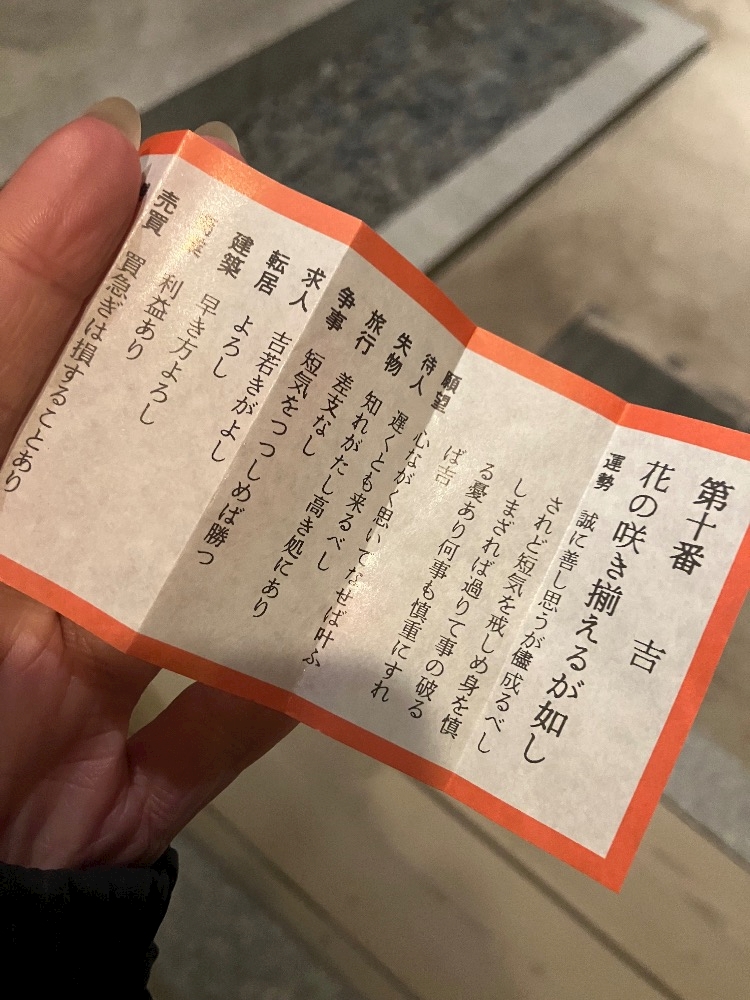 第十番 吉
花の咲き揃えるが如し
運勢 誠に善し思うが儘成るべし
されど短気を戒しめ身を慎
しまざれば過りて事の破る
る憂あり何事も慎重にすれ
ば吉
願望 心ながく思いてなせば叶ふ
待人 遅くとも来るべし
失物 知れがたし高き処にあり
旅行 差支なし
争事 短気をつつしめば勝つ
求人 吉若きがよし
転居 よろし
建築 早き方よろし
利益あり
売買 買急ぎは損することあり